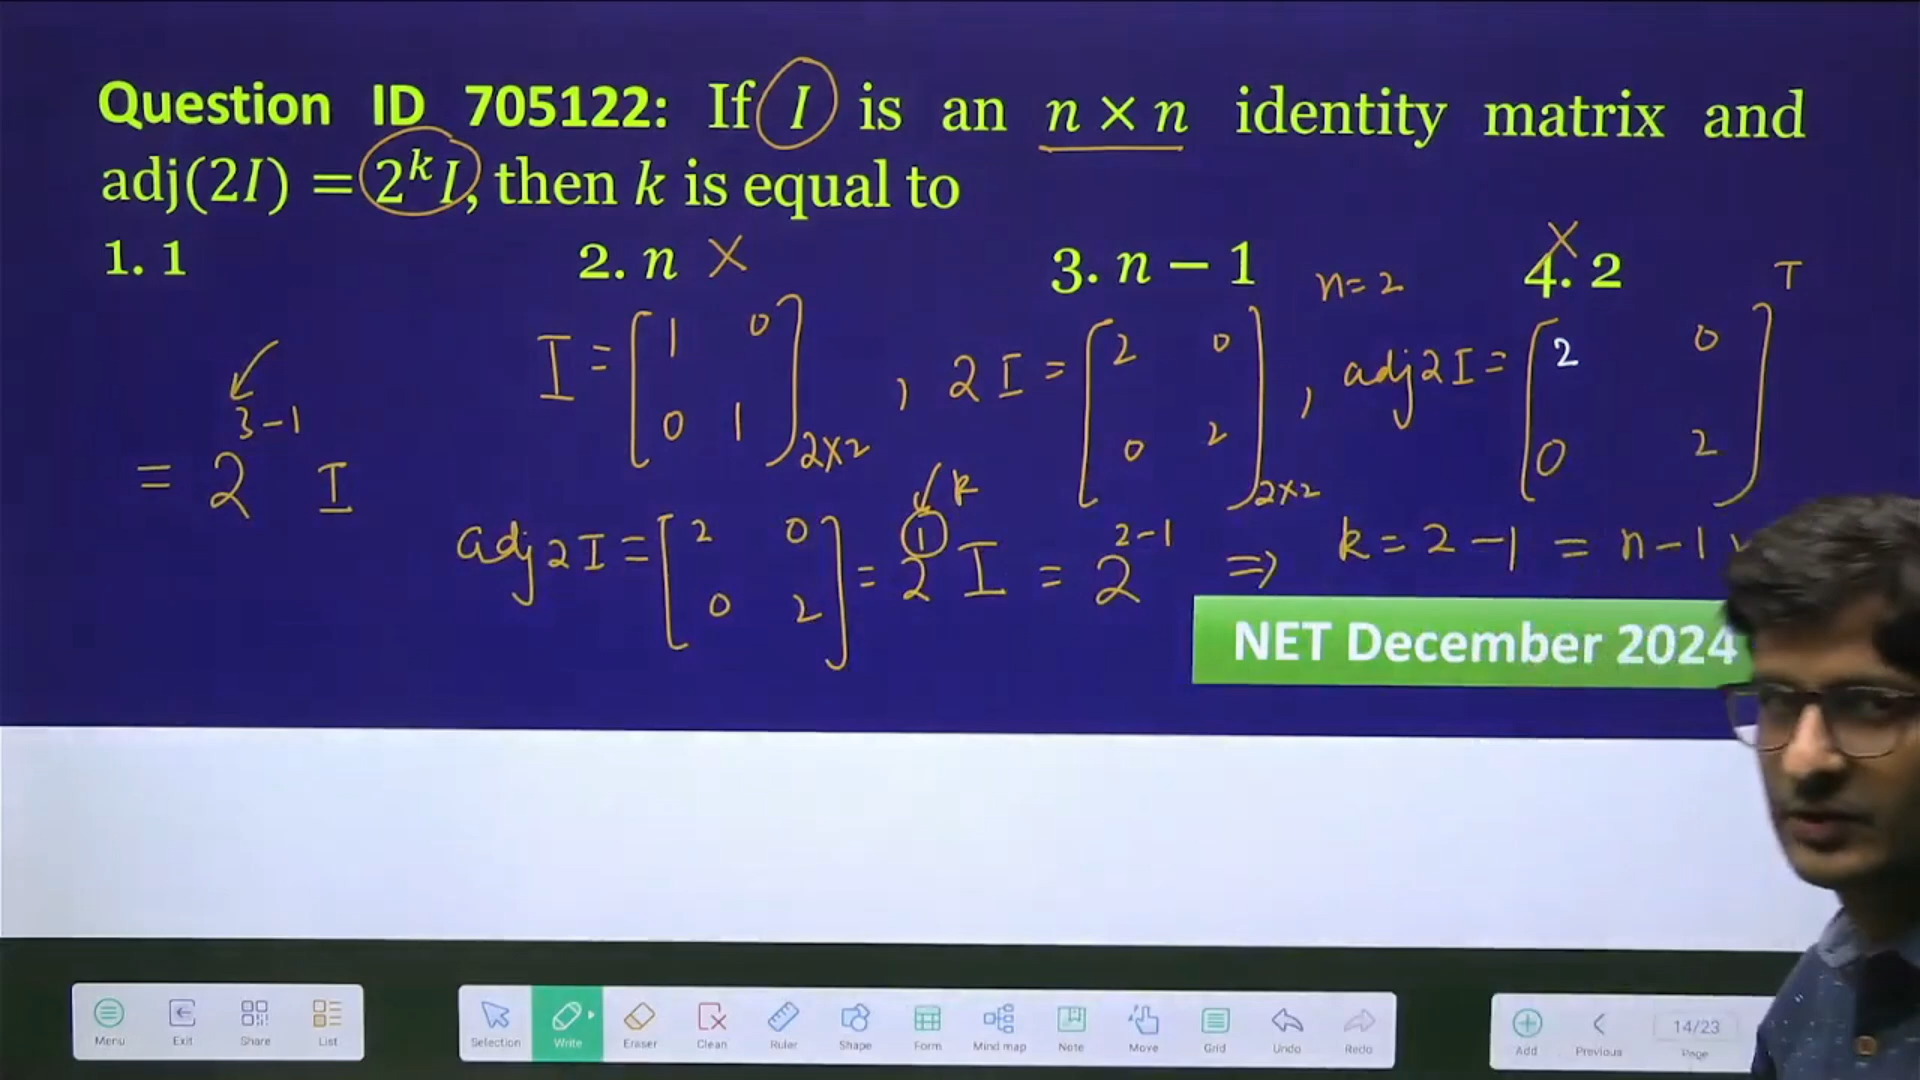 Question ID 705122: If I is an n × n identity matrix and
adj(2I) = 2^k I, then k is equal to
1. 1
2. n ×
3. n − 1
n = 2
× 4. 2
I = [1 0 0 1] 2×2 , 2I = [2 0 0 2] 2×2 , adj2I = [2 0 0 2]^T
= 2^(3-1) I
adj2I = [2 0 0 2] = 2^① I = 2^(2-1) ⇒ k = 2 - 1 = n - 1
k
NET December 2024
Menu Exit Share List Selection Write Eraser Clean Ruler Shape Form Mind map Note Move Grid Undo Redo Add Previous 14/23 Page